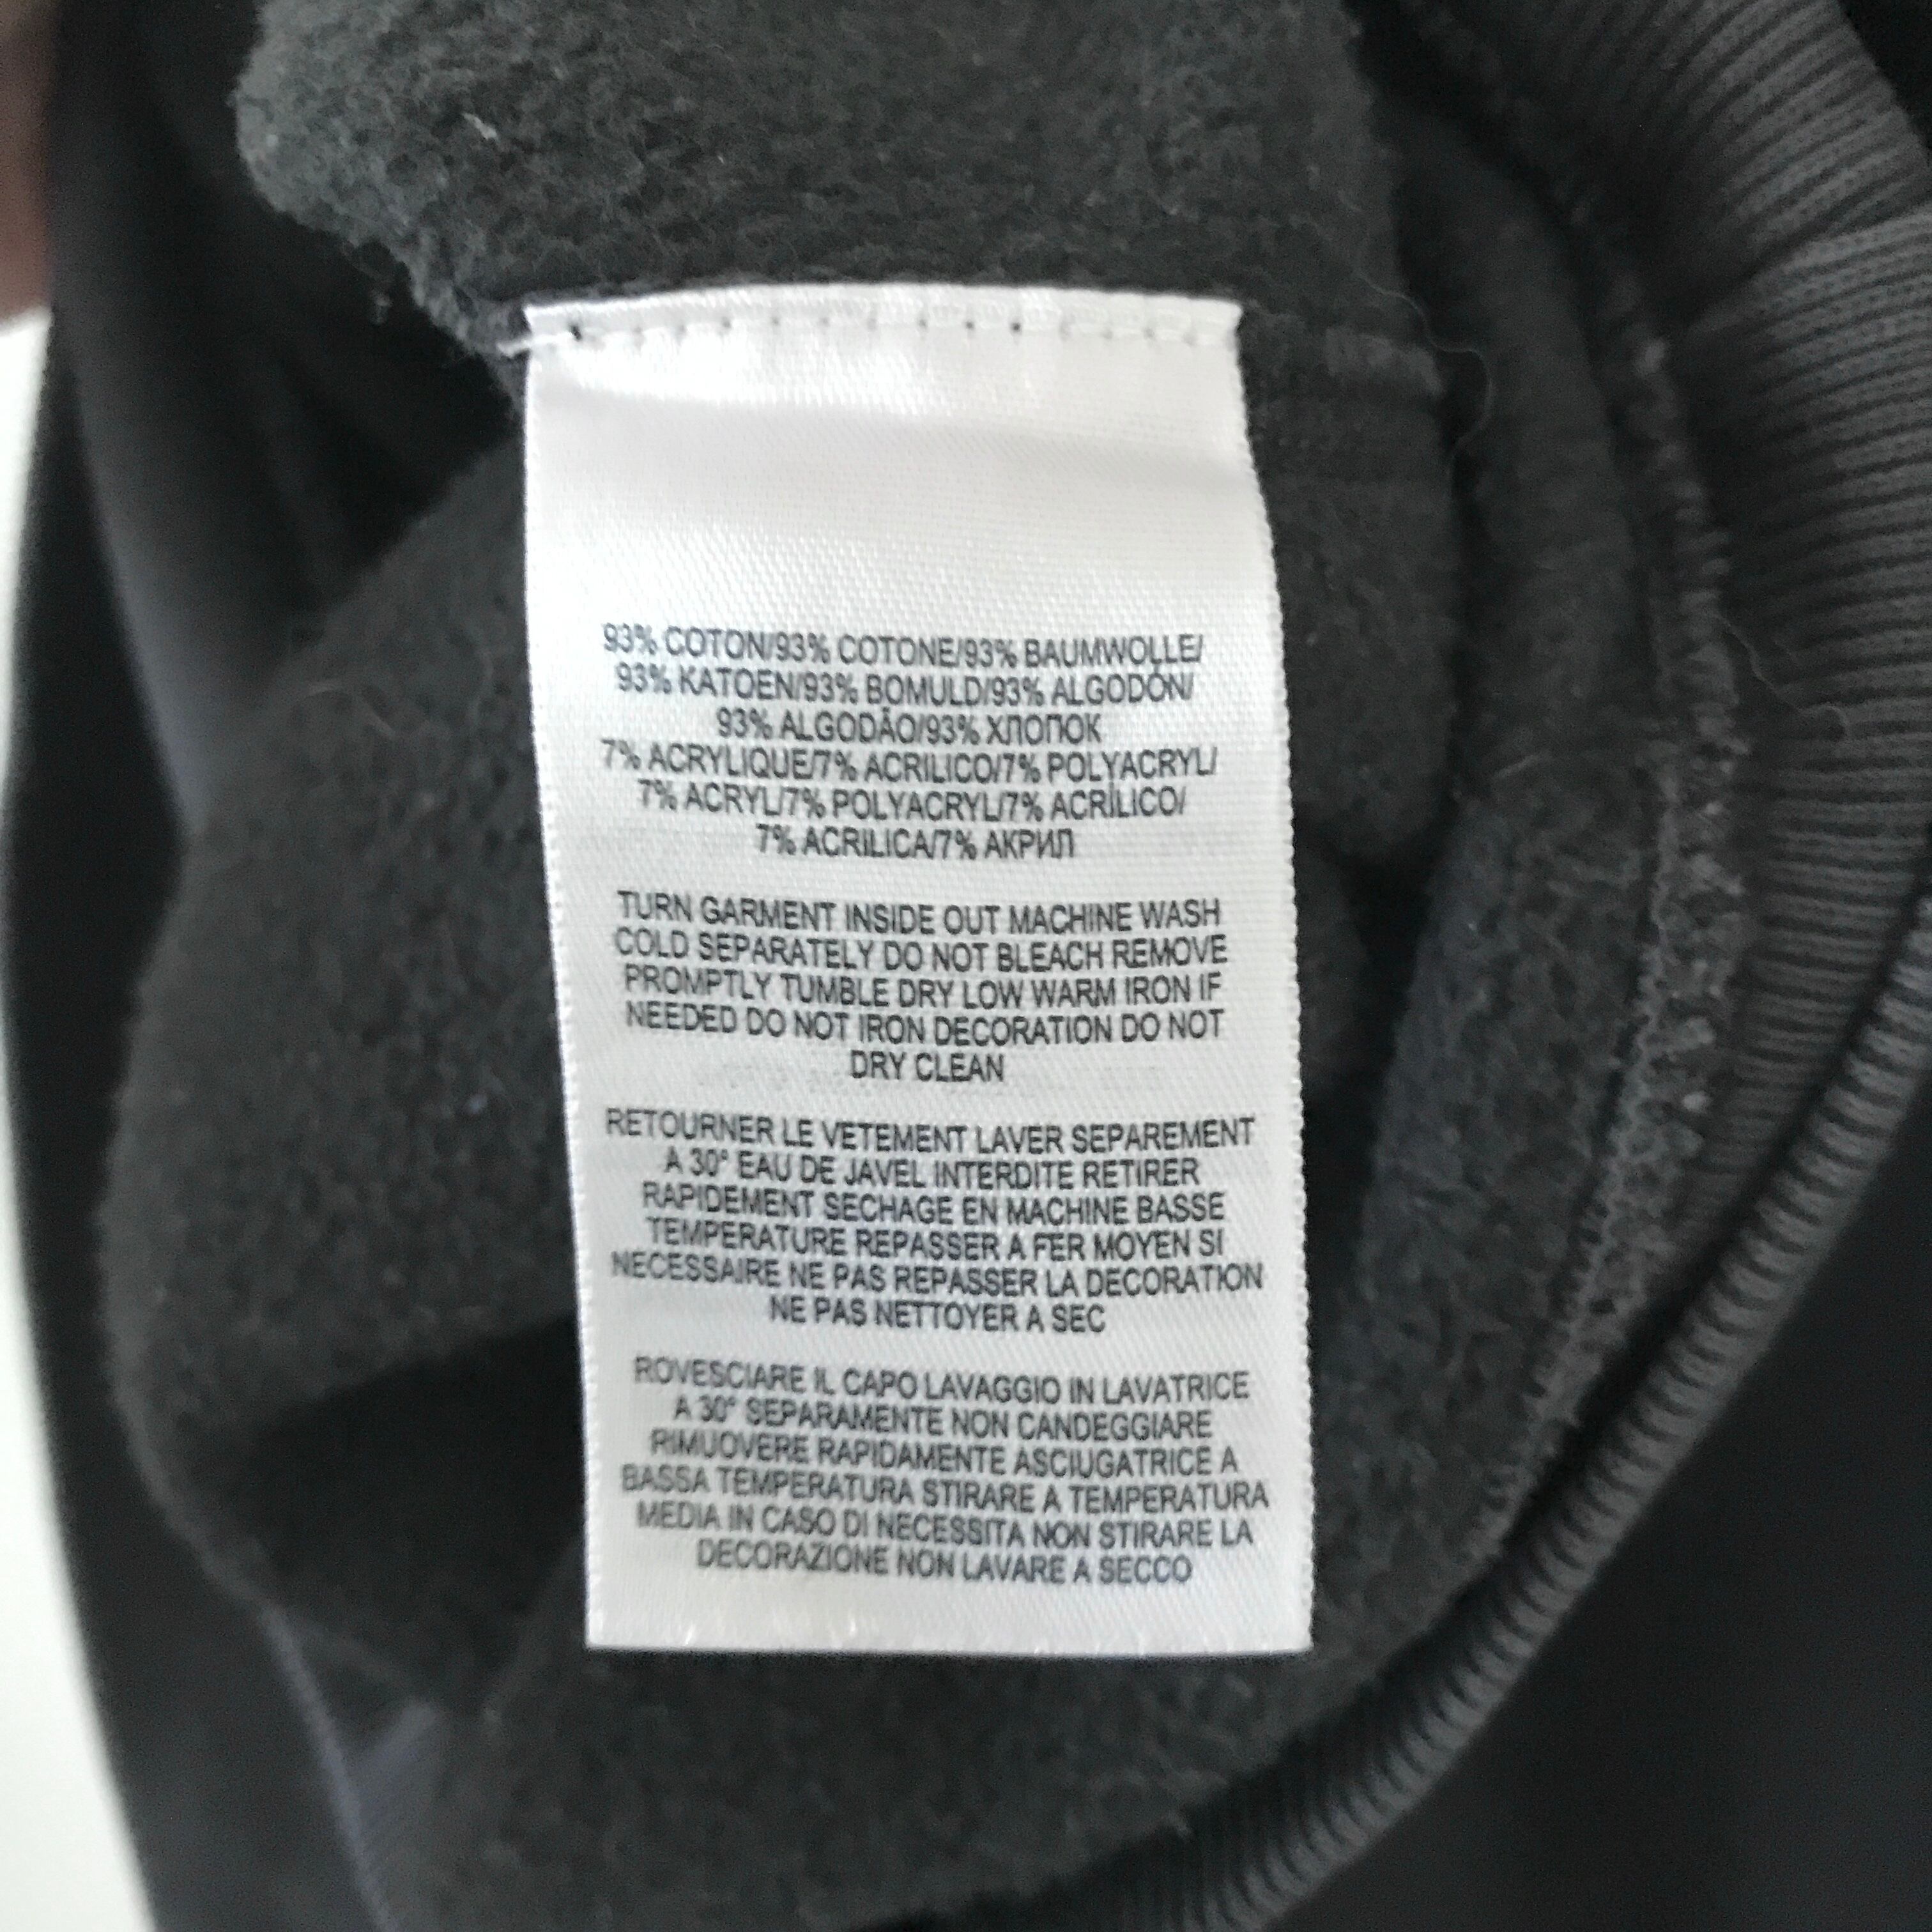 93% COTON/93% COTONE/93% BAUMWOLLE/
93% KATOEN/93% BOMULD/93% ALGODÓN/
93% ALGODÃO/93% ХЛОПОК
7% ACRYLIQUE/7% ACRILICO/7% POLYACRYL/
7% ACRYL/7% POLYACRYL/7% ACRÍLICO/
7% ACRILICA/7% АКРИЛ
TURN GARMENT INSIDE OUT MACHINE WASH
COLD SEPARATELY DO NOT BLEACH REMOVE
PROMPTLY TUMBLE DRY LOW WARM IRON IF
NEEDED DO NOT IRON DECORATION DO NOT
DRY CLEAN
RETOURNER LE VETEMENT LAVER SEPAREMENT
A 30° EAU DE JAVEL INTERDITE RETIRER
RAPIDEMENT SECHAGE EN MACHINE BASSE
TEMPERATURE REPASSER A FER MOYEN SI
NECESSAIRE NE PAS REPASSER LA DECORATION
NE PAS NETTOYER A SEC
ROVESCIARE IL CAPO LAVAGGIO IN LAVATRICE
A 30° SEPARAMENTE NON CANDEGGIARE
RIMUOVERE RAPIDAMENTE ASCIUGATRICE A
BASSA TEMPERATURA STIRARE A TEMPERATURA
MEDIA IN CASO DI NECESSITA NON STIRARE LA
DECORAZIONE NON LAVARE A SECCO